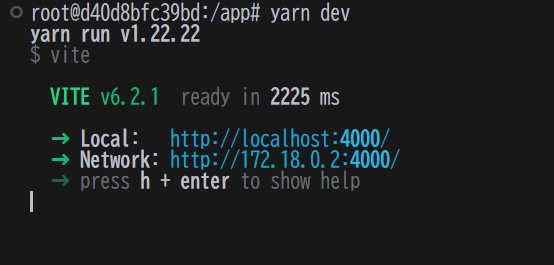 root@d40d8bfc39bd:/app# yarn dev
yarn run v1.22.22
$ vite
VITE v6.2.1 ready in 2225 ms
➜ Local: http://localhost:4000/
➜ Network: http://172.18.0.2:4000/
➜ press h + enter to show help